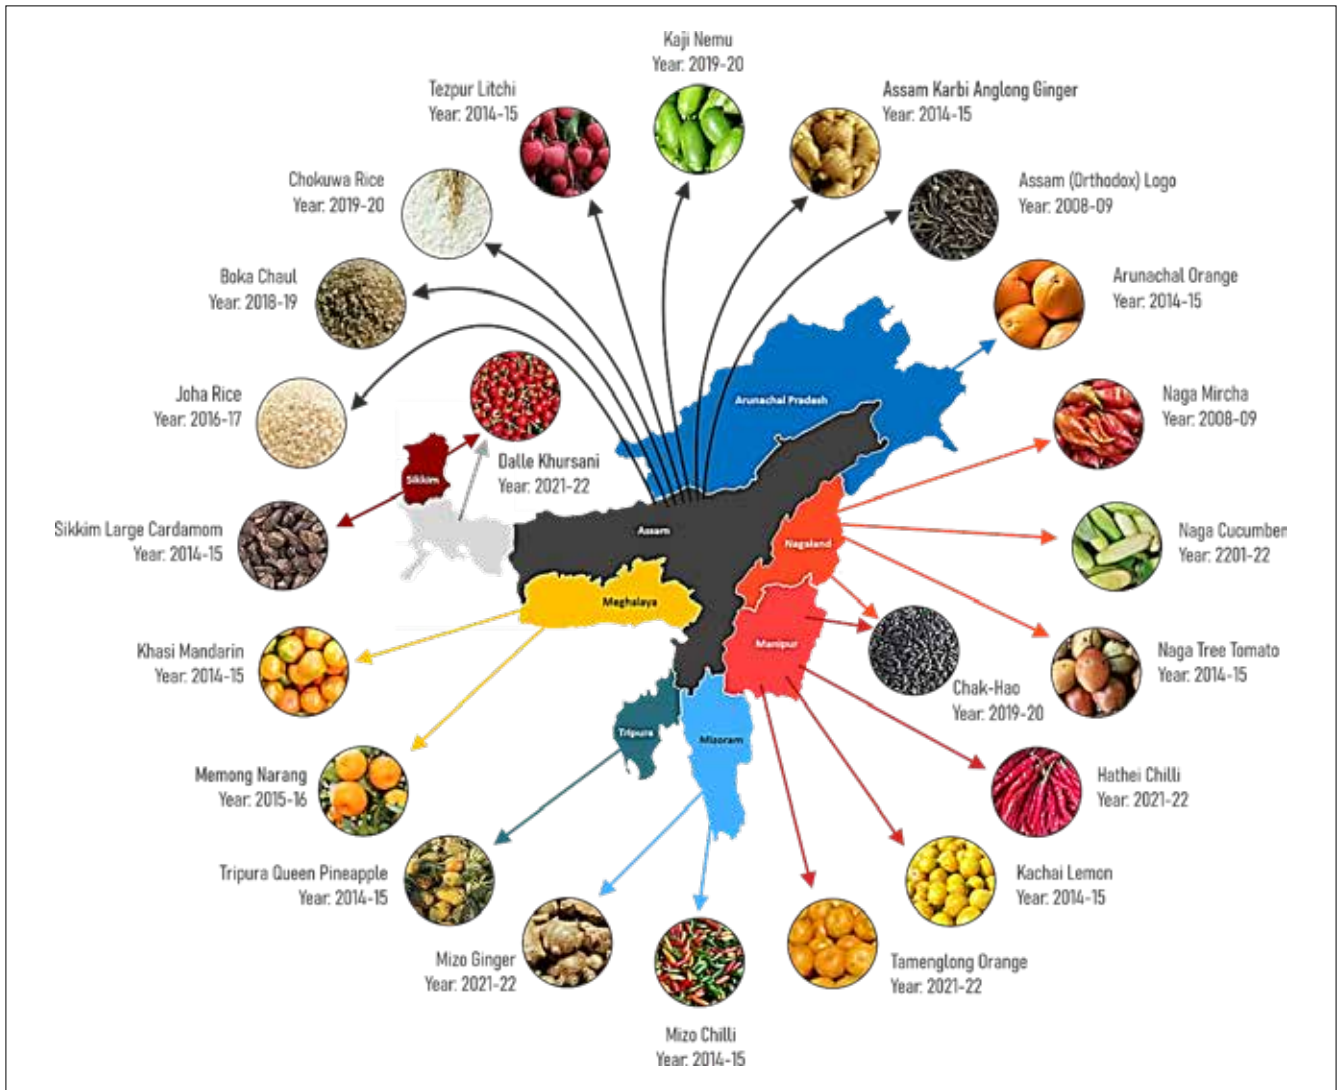 Kaji Nemu
Year: 2019-20
Tezpur Litchi
Year: 2014-15
Assam Karbi Anglong Ginger
Year: 2014-15
Chokuwa Rice
Year: 2019-20
Assam (Orthodox) Logo
Year: 2008-09
Boka Chaul
Year: 2018-19
Arunachal Orange
Year: 2014-15
Joha Rice
Year: 2016-17
Arunachal Pradesh
Naga Mircha
Year: 2008-09
Dalle Khursani
Year: 2021-22
Sikkim
Sikkim Large Cardamom
Year: 2014-15
Assam
Nagaland
Naga Cucumber
Year: 2201-22
Meghalaya
Khasi Mandarin
Year: 2014-15
Manipur
Naga Tree Tomato
Year: 2014-15
Chak-Hao
Year: 2019-20
Tripura
Mizoram
Memong Narang
Year: 2015-16
Hathei Chilli
Year: 2021-22
Tripura Queen Pineapple
Year: 2014-15
Kachai Lemon
Year: 2014-15
Mizo Ginger
Year: 2021-22
Tamenglong Orange
Year: 2021-22
Mizo Chilli
Year: 2014-15